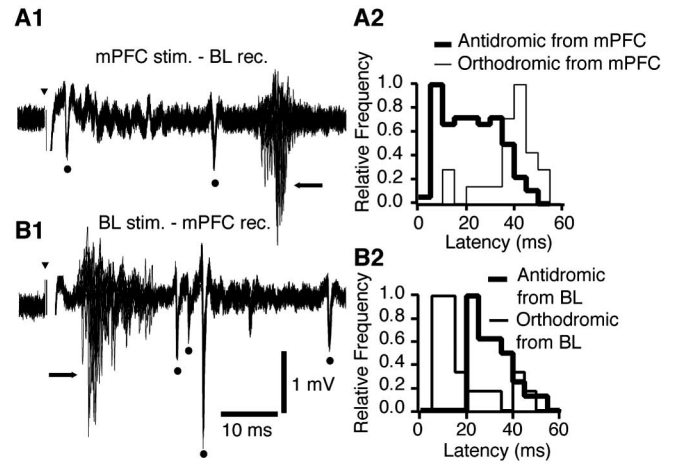 A1
mPFC stim. - BL rec.
A2
Antidromic from mPFC
Orthodromic from mPFC
Relative Frequency
1.0
0.8
0.6
0.4
0.2
0.0
0 20 40 60
Latency (ms)
B1
BL stim. - mPFC rec.
1 mV
10 ms
B2
Antidromic
from BL
Orthodromic
from BL
Relative Frequency
1.0
0.8
0.6
0.4
0.2
0.0
0 20 40 60
Latency (ms)